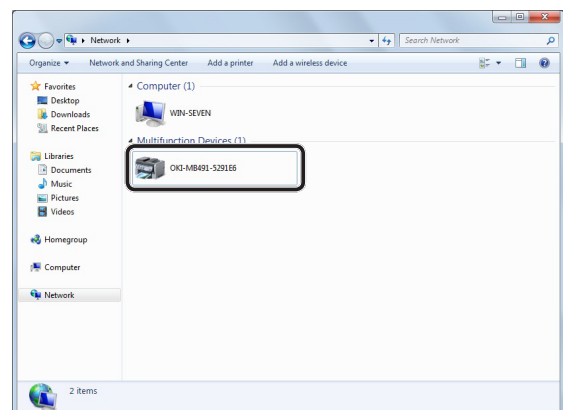 Network
Search Network
Organize
Network and Sharing Center
Add a printer
Add a wireless device
Favorites
Desktop
Downloads
Recent Places
Libraries
Documents
Music
Pictures
Videos
Homegroup
Computer
Network
Computer (1)
WIN-SEVEN
Multifunction Devices (1)
OKI-MB491-5291E6
2 items